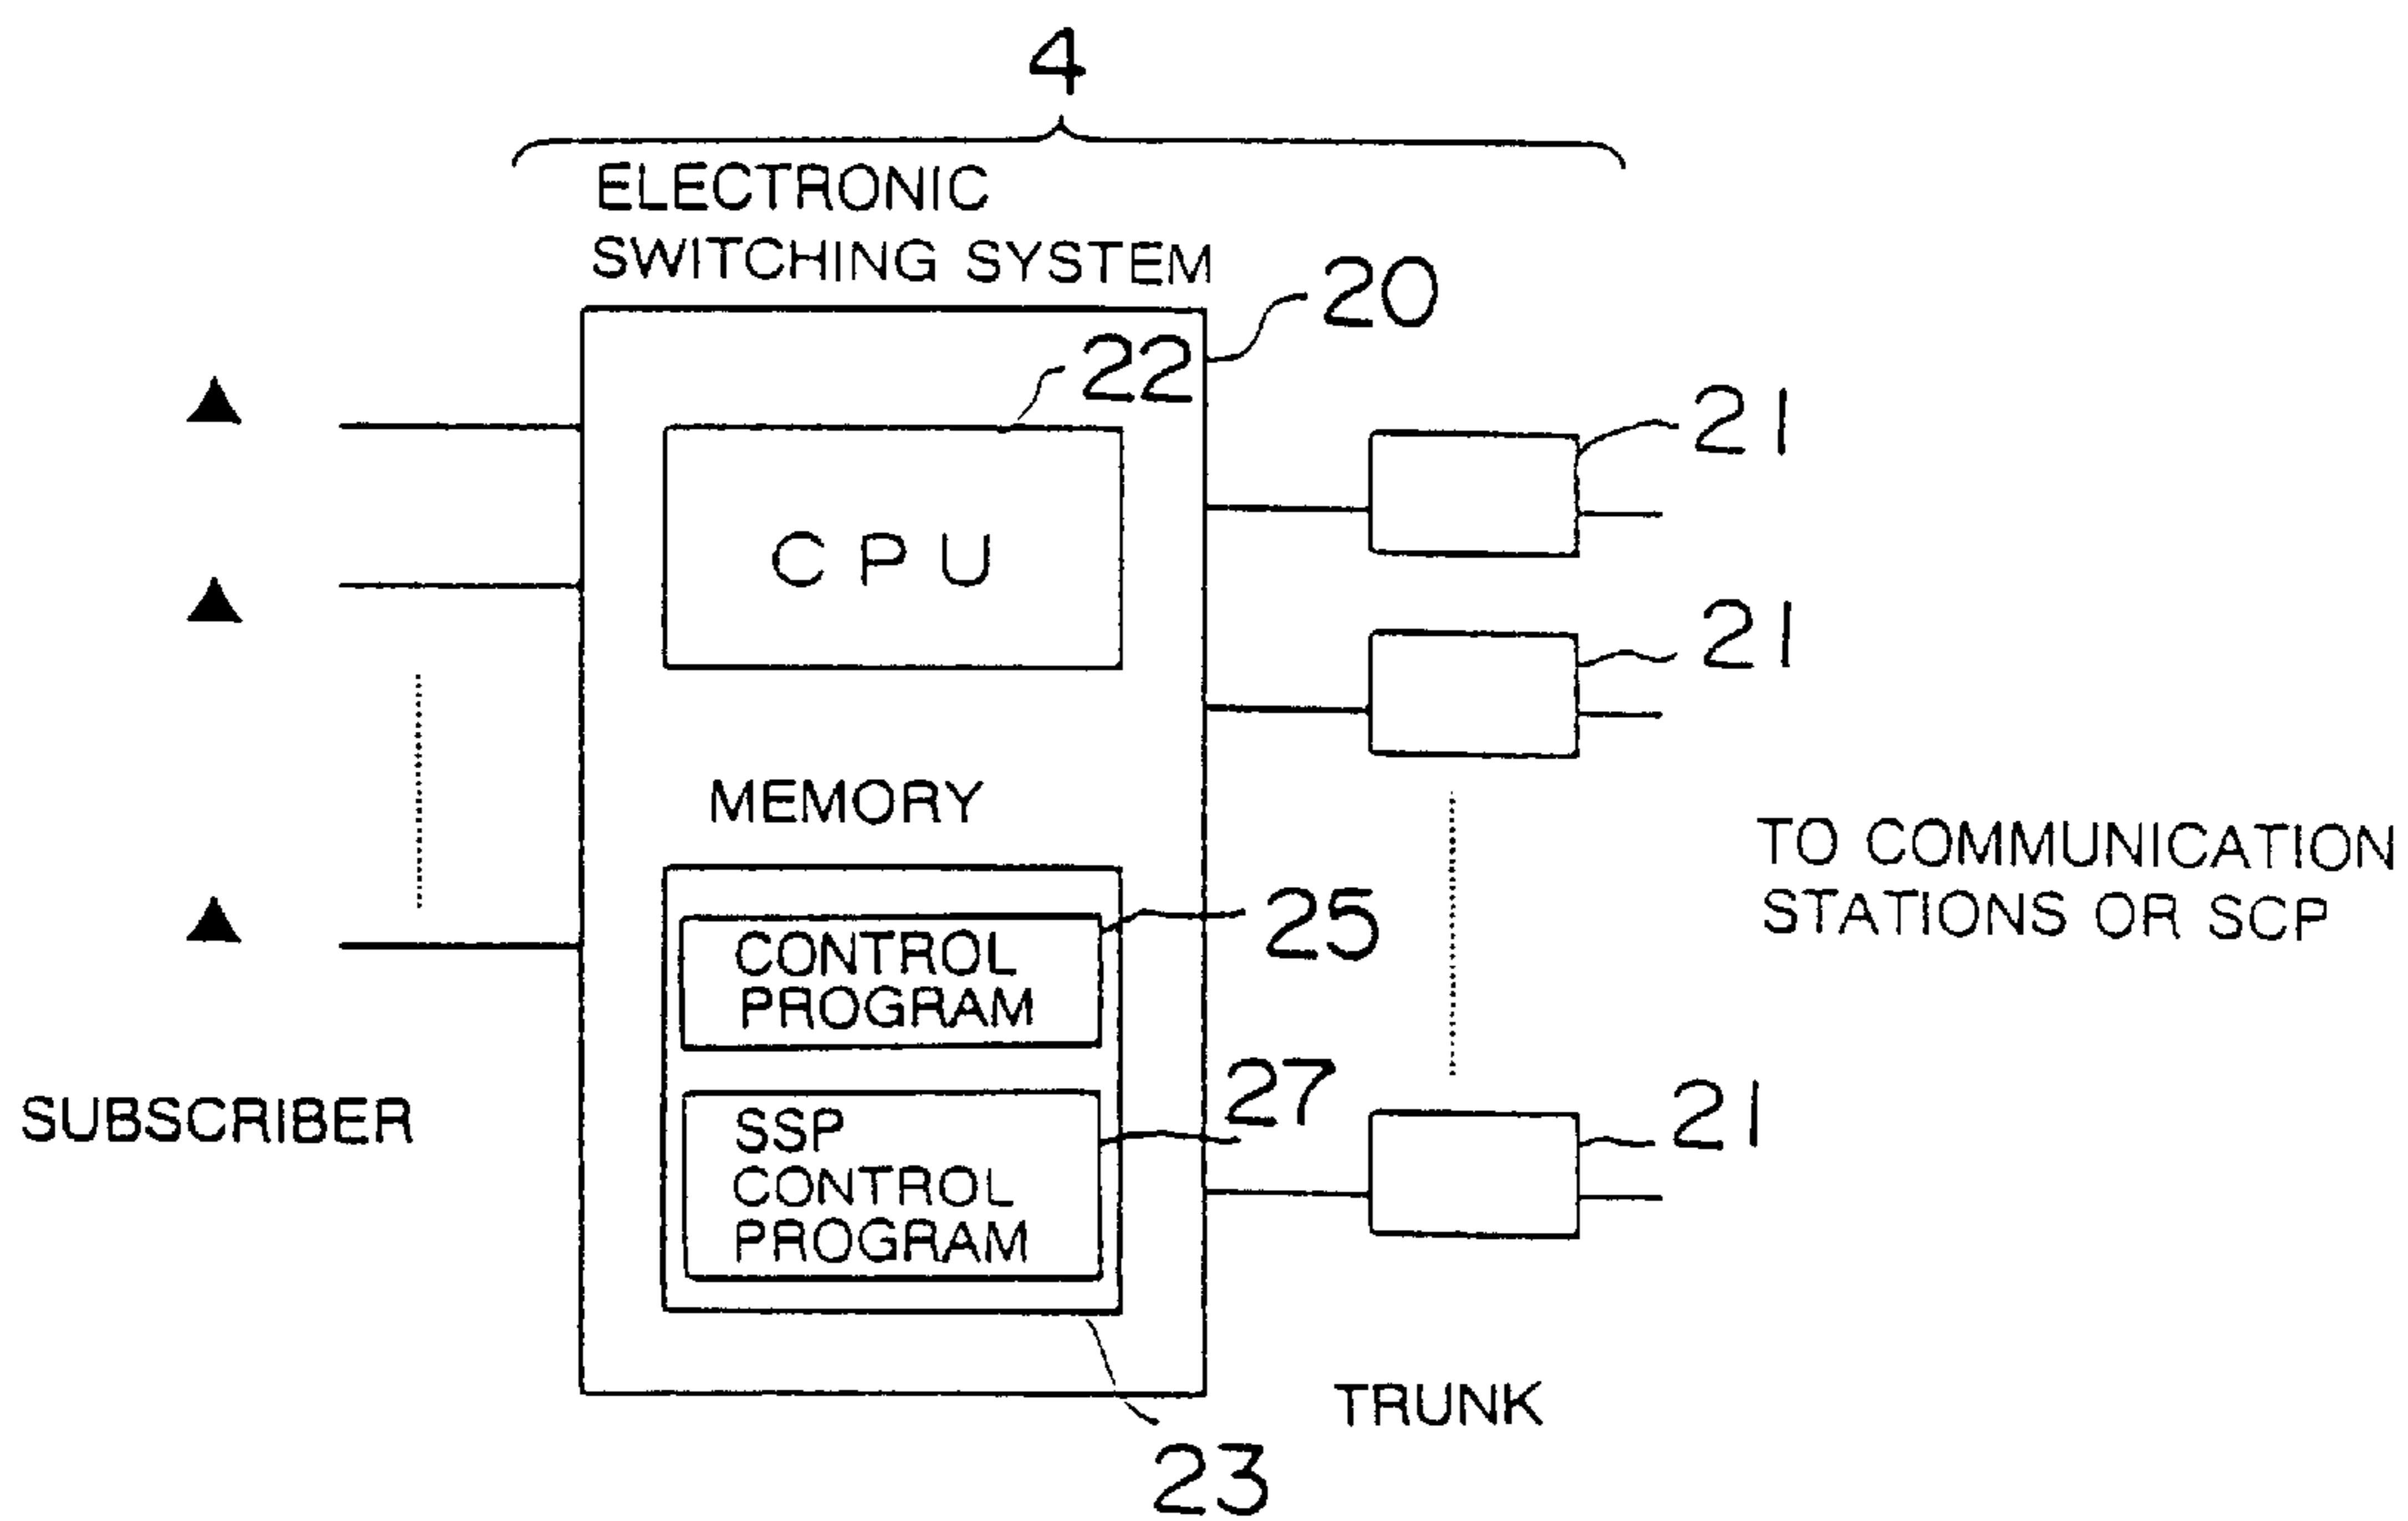 4
ELECTRONIC
SWITCHING SYSTEM
20
22
21
CPU
21
MEMORY
TO COMMUNICATION
STATIONS OR SCP
25
CONTROL
PROGRAM
27
SUBSCRIBER
SSP
CONTROL
PROGRAM
21
TRUNK
23